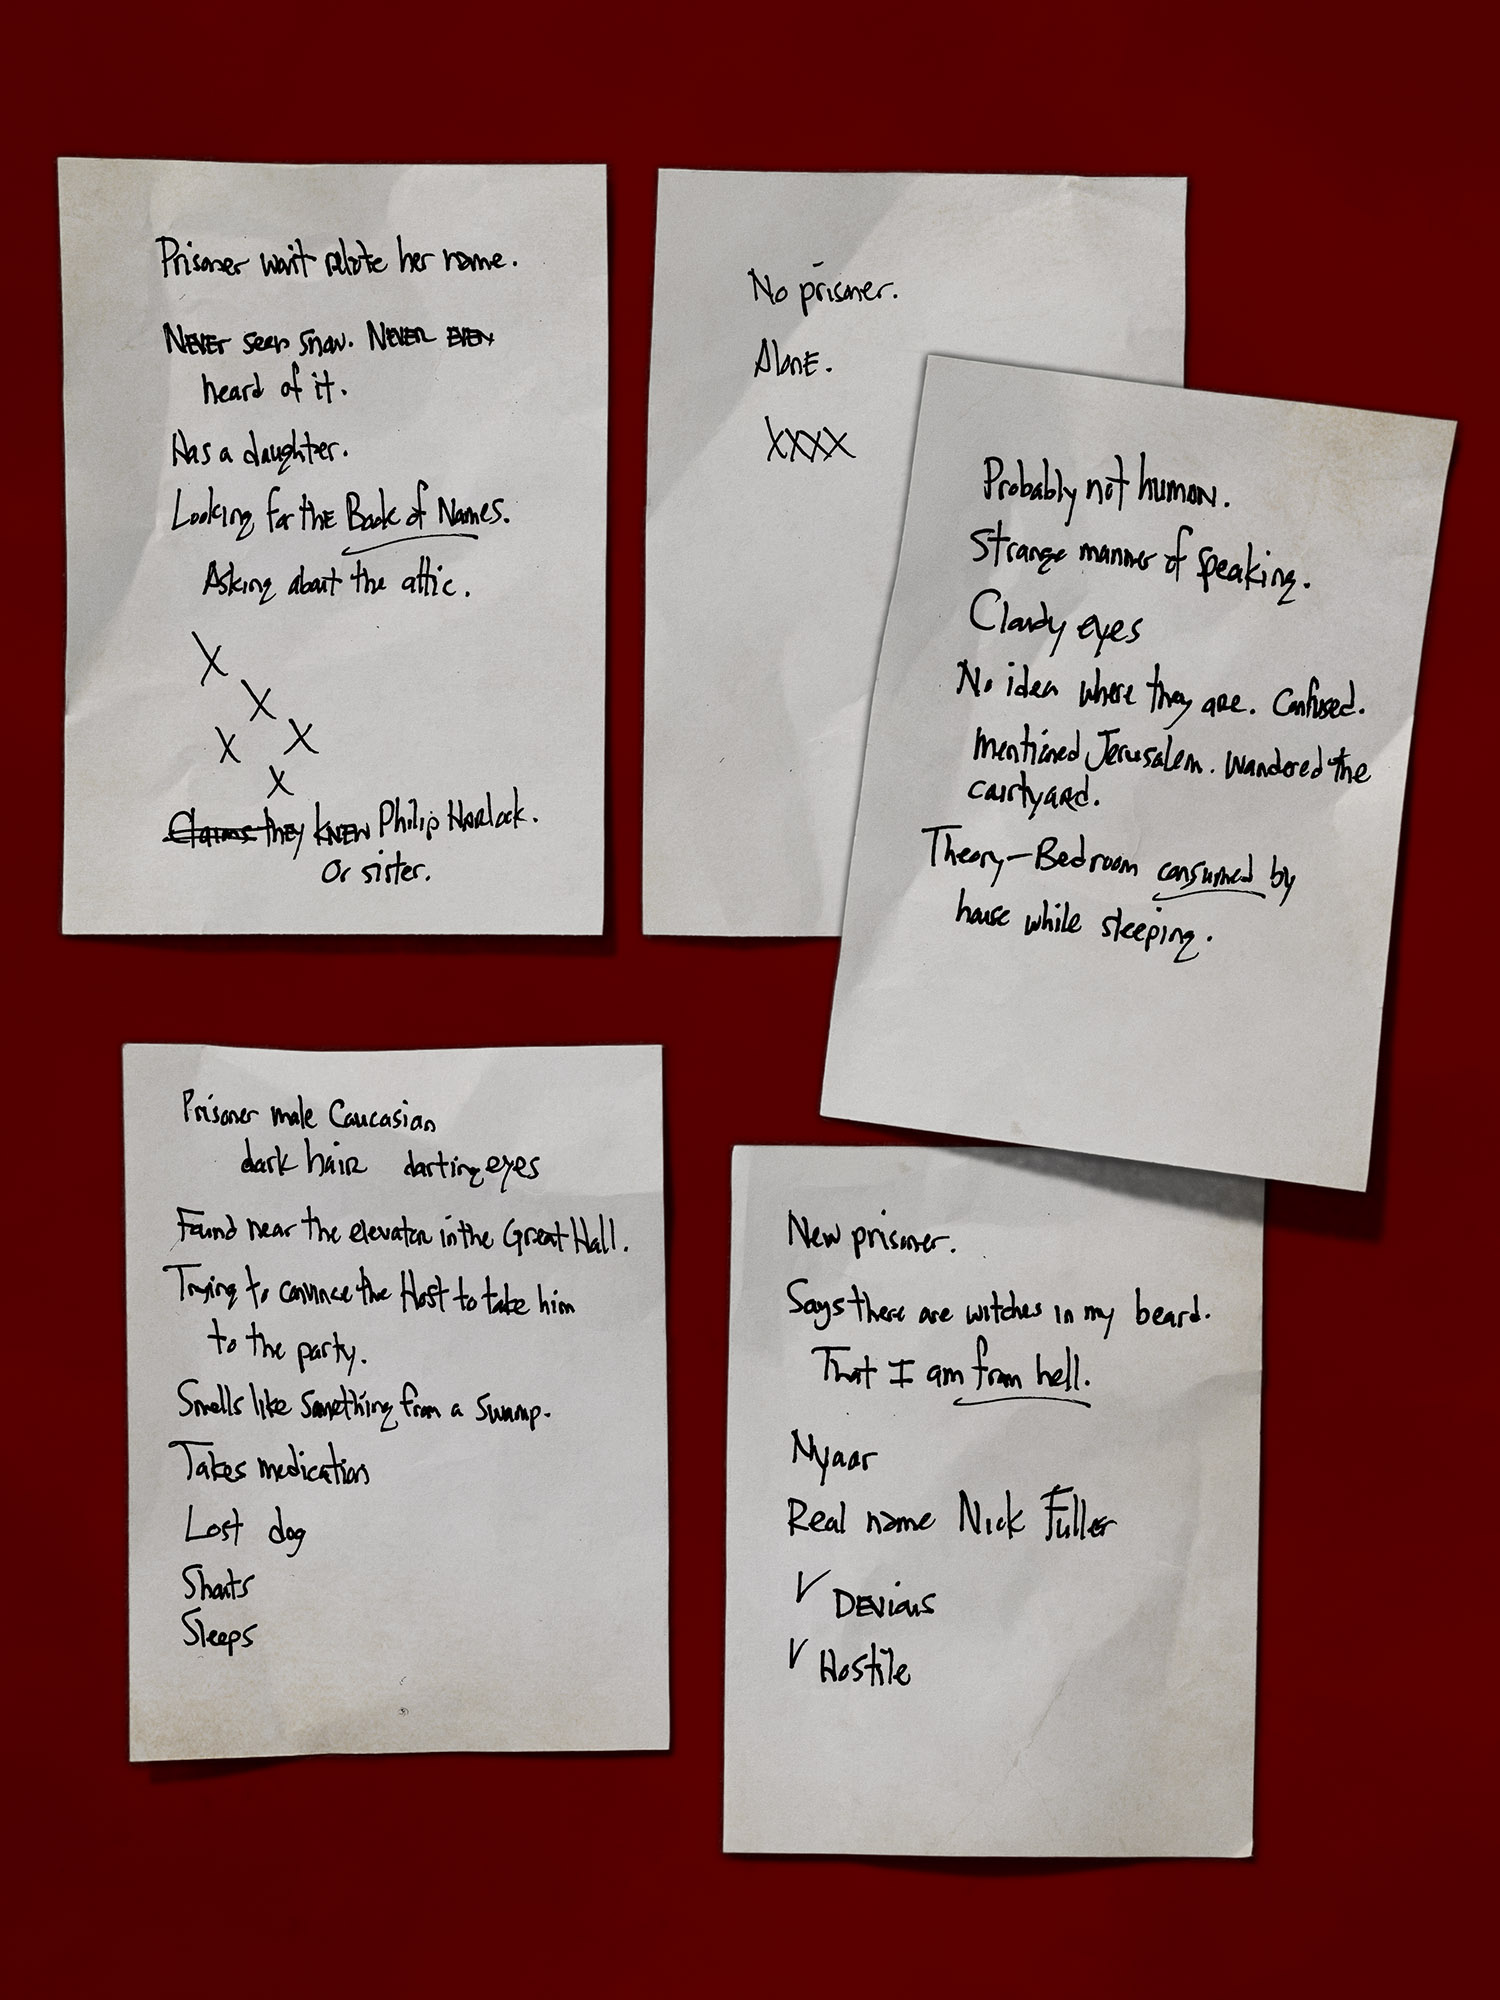 Prisoner won't relate her name.
NEVER seen snow. NEVER EVEN
heard of it.
Has a daughter.
Looking for the Book of Names.
Asking about the attic.
X
X
X X
X
Claims they KNEW Philip Harlock.
Or sister.
No prisoner.
Alone.
XXXX
Probably not human.
Strange manner of speaking.
Cloudy eyes
No idea where they are. Confused.
Mentioned Jerusalem. Wandered the
courtyard.
Theory - Bedroom consumed by
house while sleeping.
Prisoner male Caucasian
dark hair darting eyes
Found near the elevator in the Great Hall.
Trying to convince the Host to take him
to the party.
Smells like something from a swamp.
Takes medication
Lost dog
Shouts
Sleeps
New prisoner.
Says there are witches in my beard.
That I am from hell.
Nyaar
Real name Nick Fuller
✓ Devious
✓ Hostile